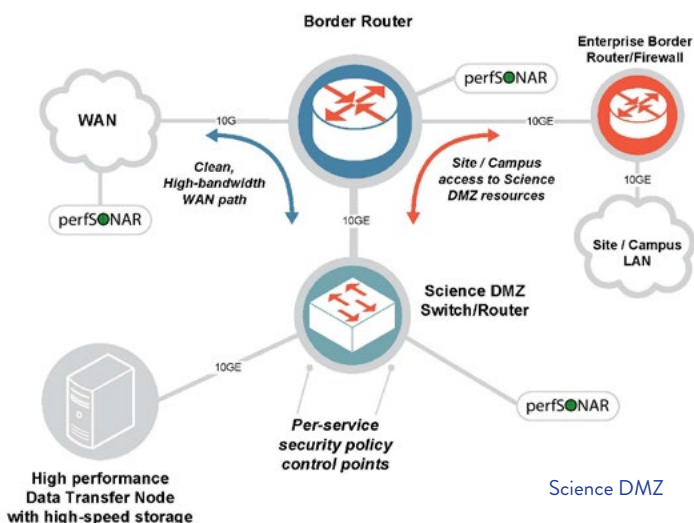 Border Router
Enterprise Border
Router/Firewall
perfSONAR
WAN
10G
10GE
Clean,
High-bandwidth
WAN path
Site / Campus
access to Science
DMZ resources
10GE
perfSONAR
10GE
Site / Campus
LAN
Science DMZ
Switch/Router
10GE
perfSONAR
Per-service
security policy
control points
High performance
Data Transfer Node
with high-speed storage
Science DMZ